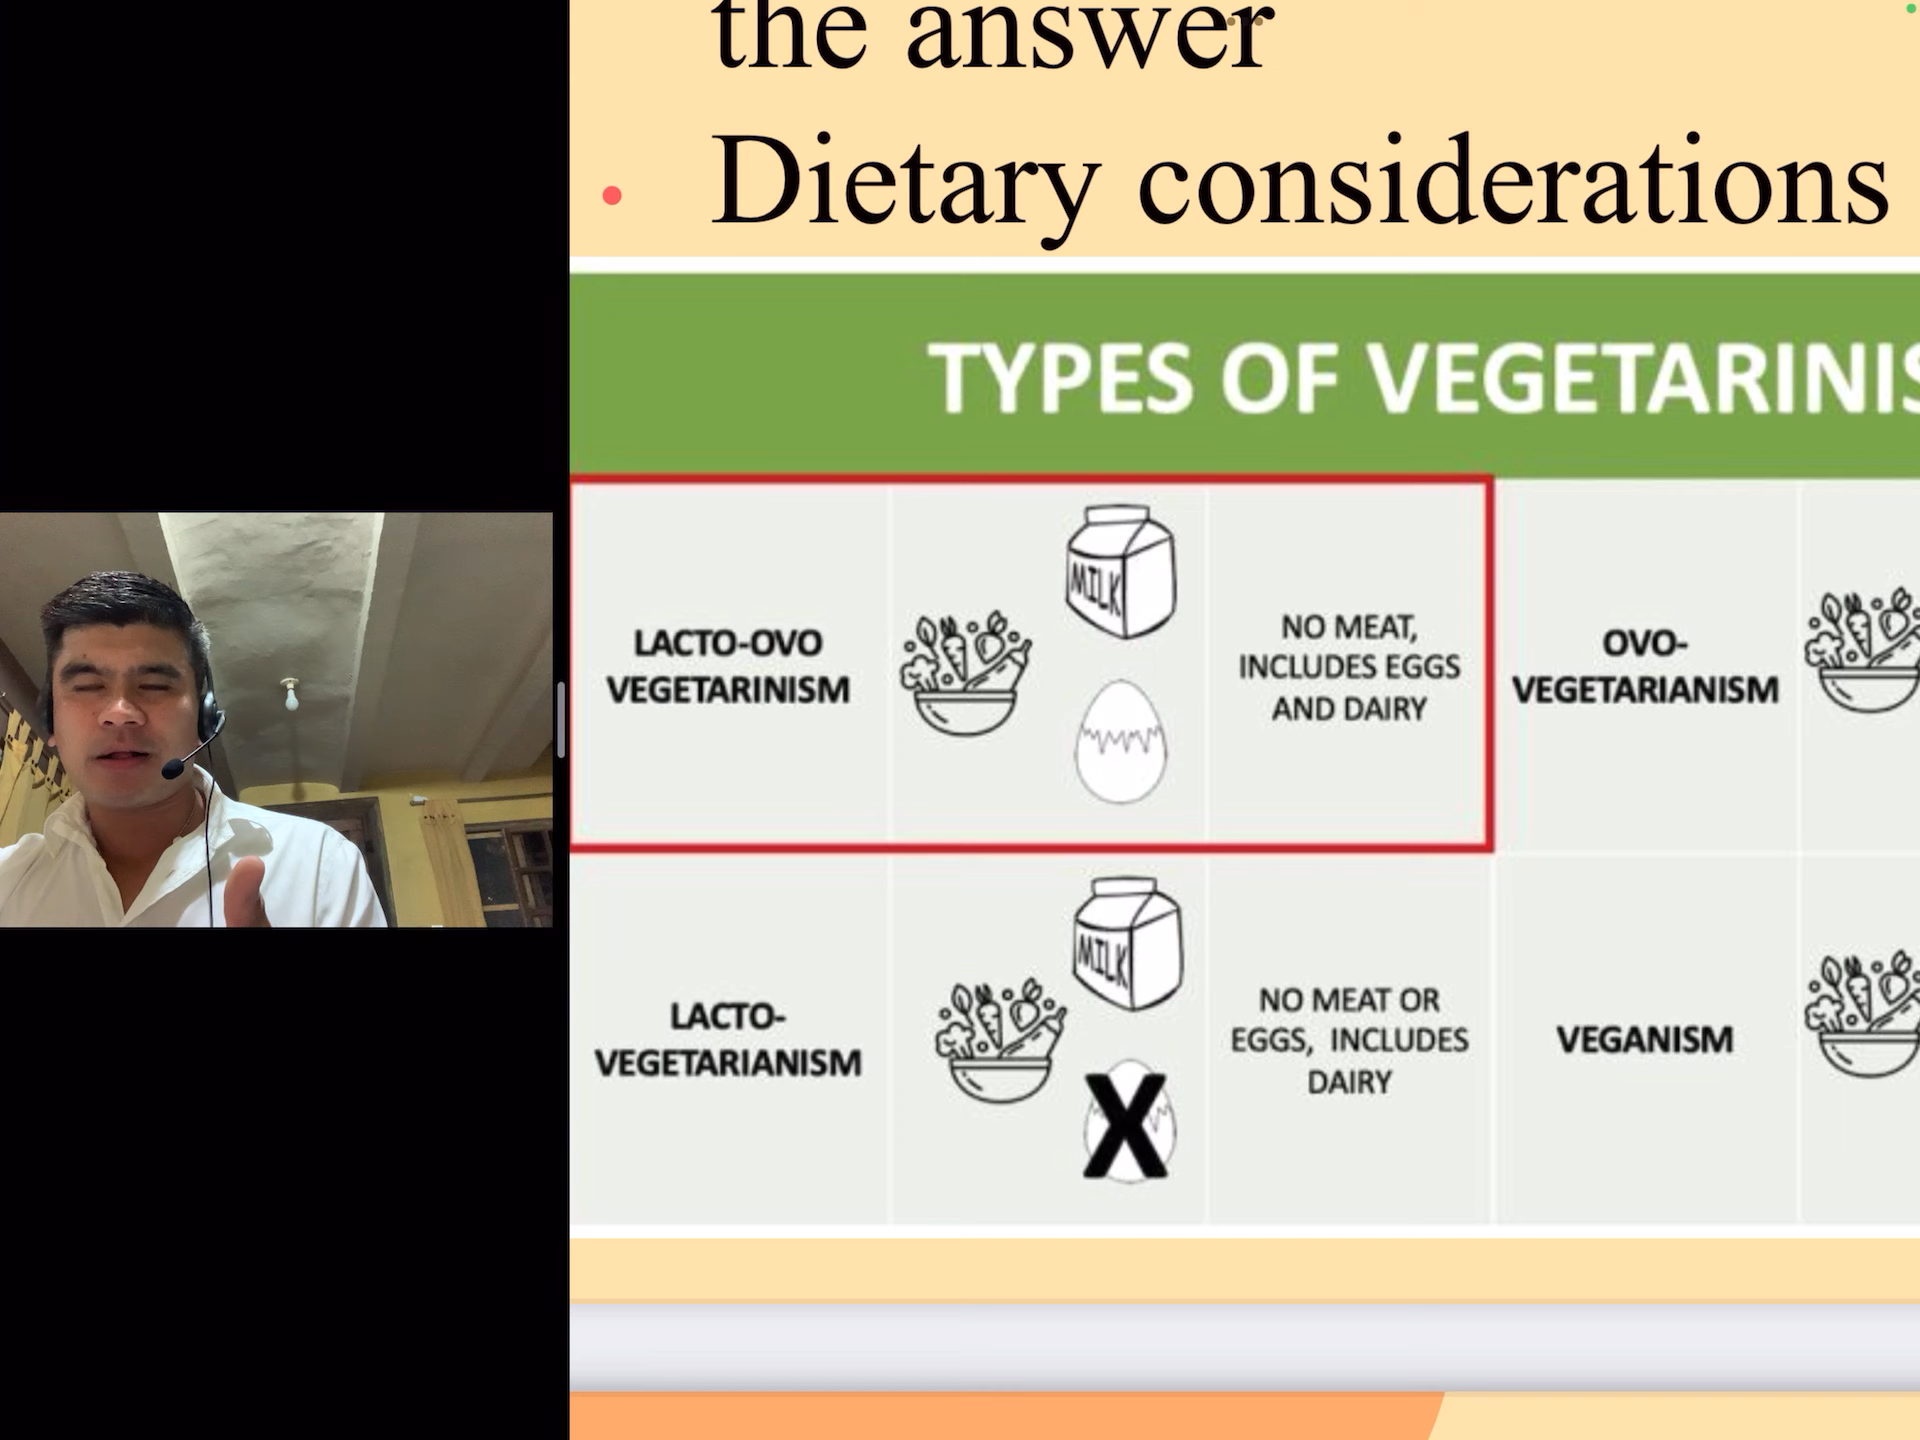 the answer
• Dietary considerations
TYPES OF VEGETARINIS
LACTO-OVO
VEGETARINISM
MILK
NO MEAT,
INCLUDES EGGS
AND DAIRY
OVO-
VEGETARIANISM
LACTO-
VEGETARIANISM
MILK
X
NO MEAT OR
EGGS, INCLUDES
DAIRY
VEGANISM